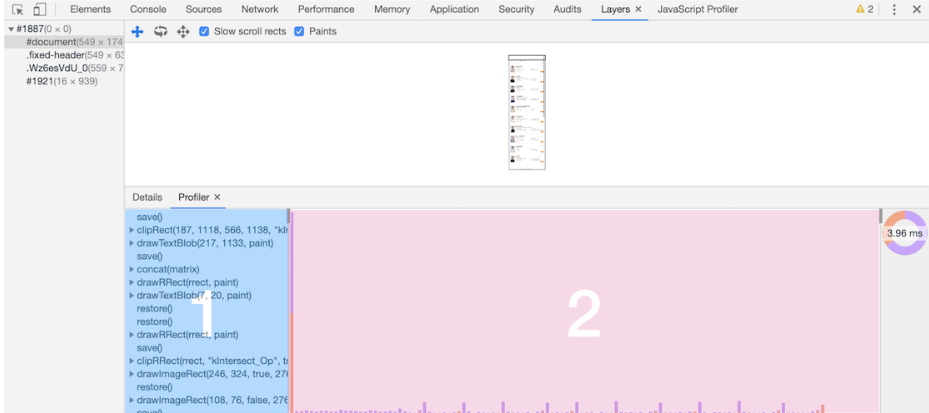 Elements Console Sources Network Performance Memory Application Security Audits Layers × JavaScript Profiler 2
#1887(0 × 0)
#document(549 × 174
.fixed-header(549 × 63
.Wz6esVdU_0(559 × 7
#1921(16 × 939)
Slow scroll rects Paints
Details Profiler ×
save()
clipRect(187, 1118, 566, 1138, "kIn
drawTextBlob(217, 1133, paint)
save()
concat(matrix)
drawRRect(rrect, paint)
drawTextBlob(7, 20, paint)
restore()
restore()
drawRRect(rrect, paint)
save()
clipRRect(rrect, "kIntersect_Op", tr
drawImageRect(246, 324, true, 276
restore()
drawImageRect(108, 76, false, 276
save()
1
2
3.96 ms